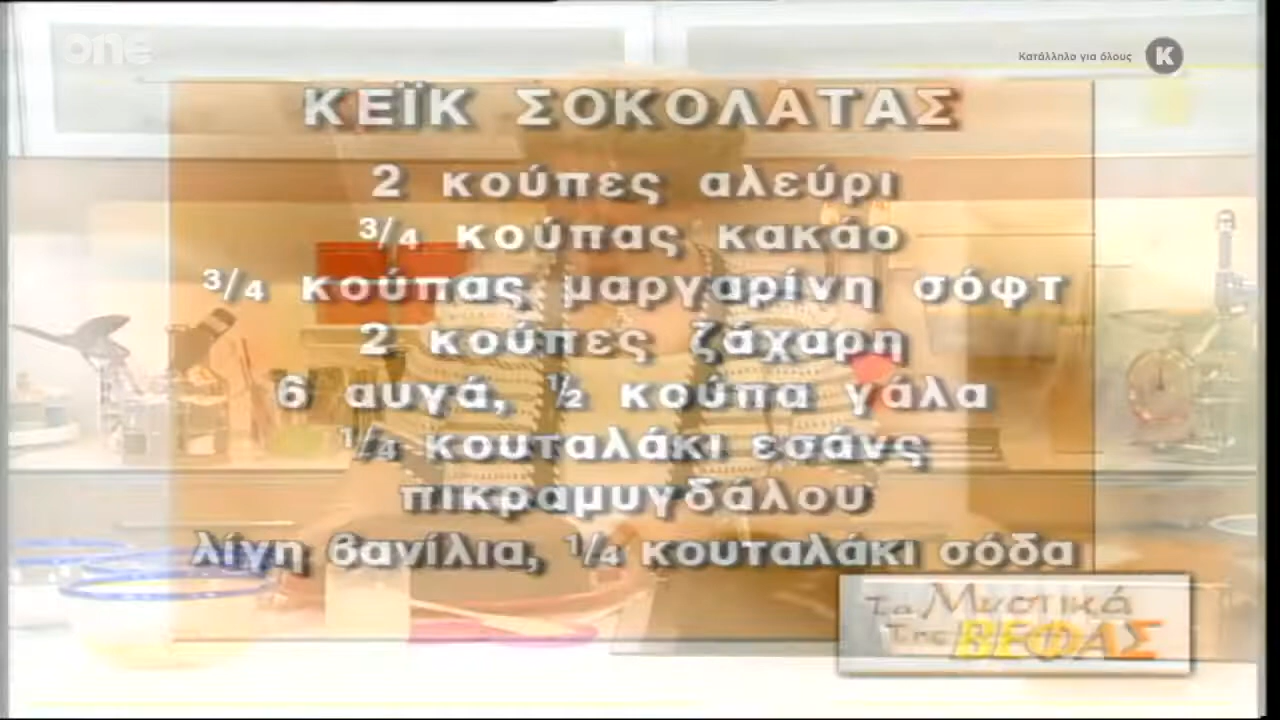 one
Κατάλληλο για όλους Κ
ΚΕΪΚ ΣΟΚΟΛΑΤΑΣ
2 κούπες αλεύρι
3/4 κούπας κακάο
3/4 κούπας μαργαρίνη σόφτ
2 κούπες ζάχαρη
6 αυγά, 1/2 κούπα γάλα
1/4 κουταλάκι εσάνς
πικραμυγδάλου
λίγη βανίλια, 1/4 κουταλάκι σόδα
Τα Μυστικά
Της ΒΕΦΑΣ